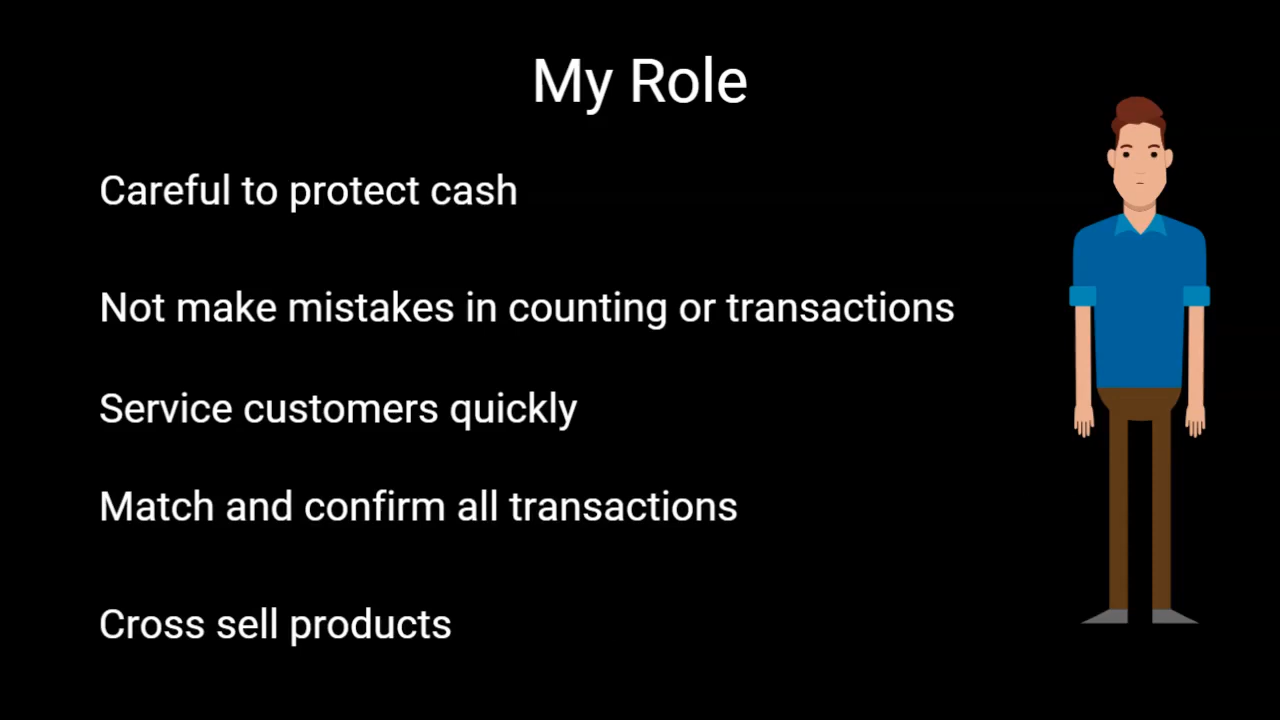 My Role
Careful to protect cash
Not make mistakes in counting or transactions
Service customers quickly
Match and confirm all transactions
Cross sell products